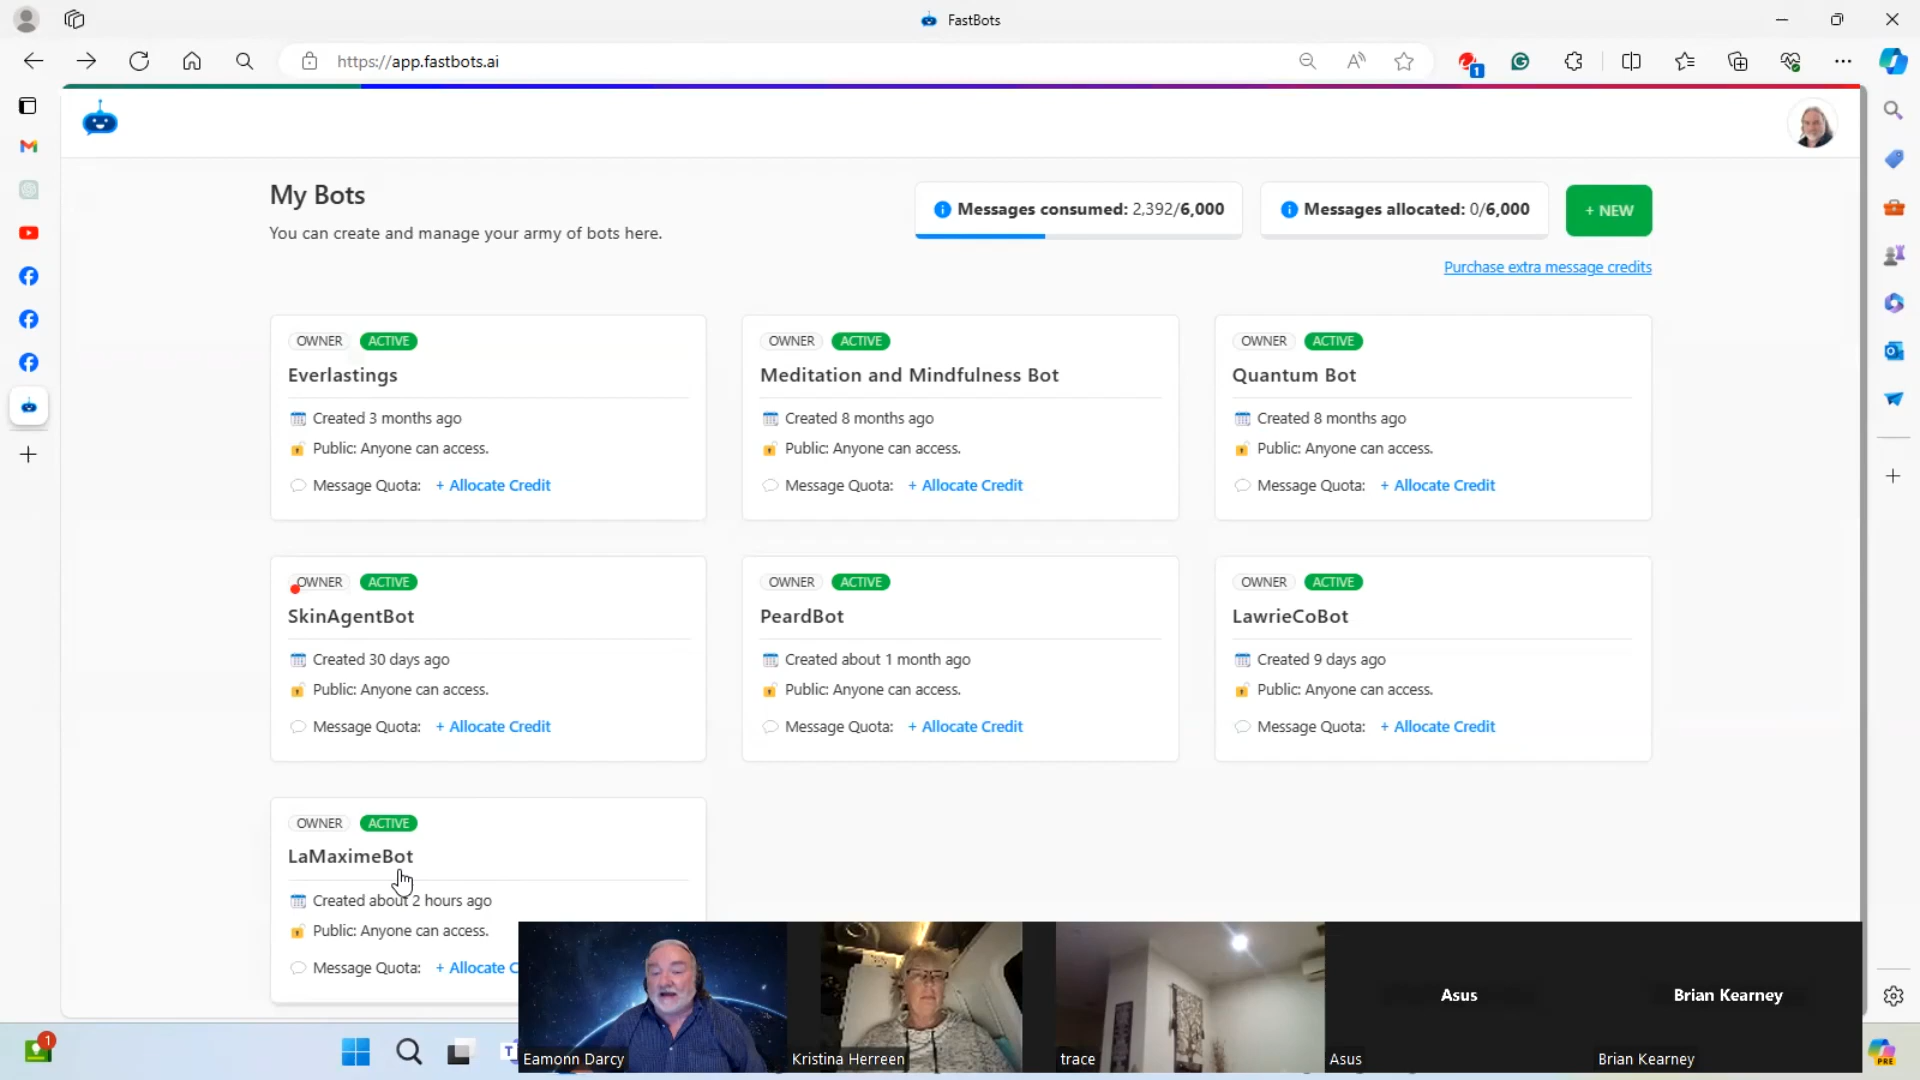 FastBots
https://app.fastbots.ai
1
My Bots
You can create and manage your army of bots here.
Messages consumed: 2,392/6,000
Messages allocated: 0/6,000
+ NEW
Purchase extra message credits
OWNER ACTIVE
Everlastings
Created 3 months ago
Public: Anyone can access.
Message Quota: + Allocate Credit
OWNER ACTIVE
Meditation and Mindfulness Bot
Created 8 months ago
Public: Anyone can access.
Message Quota: + Allocate Credit
OWNER ACTIVE
Quantum Bot
Created 8 months ago
Public: Anyone can access.
Message Quota: + Allocate Credit
OWNER ACTIVE
SkinAgentBot
Created 30 days ago
Public: Anyone can access.
Message Quota: + Allocate Credit
OWNER ACTIVE
PeardBot
Created about 1 month ago
Public: Anyone can access.
Message Quota: + Allocate Credit
OWNER ACTIVE
LawrieCoBot
Created 9 days ago
Public: Anyone can access.
Message Quota: + Allocate Credit
OWNER ACTIVE
LaMaximeBot
Created about 2 hours ago
Public: Anyone can access.
Message Quota: + Allocate C
Asus
Brian Kearney
Eamonn Darcy
Kristina Herreen
trace
Asus
Brian Kearney
1
T
PRE